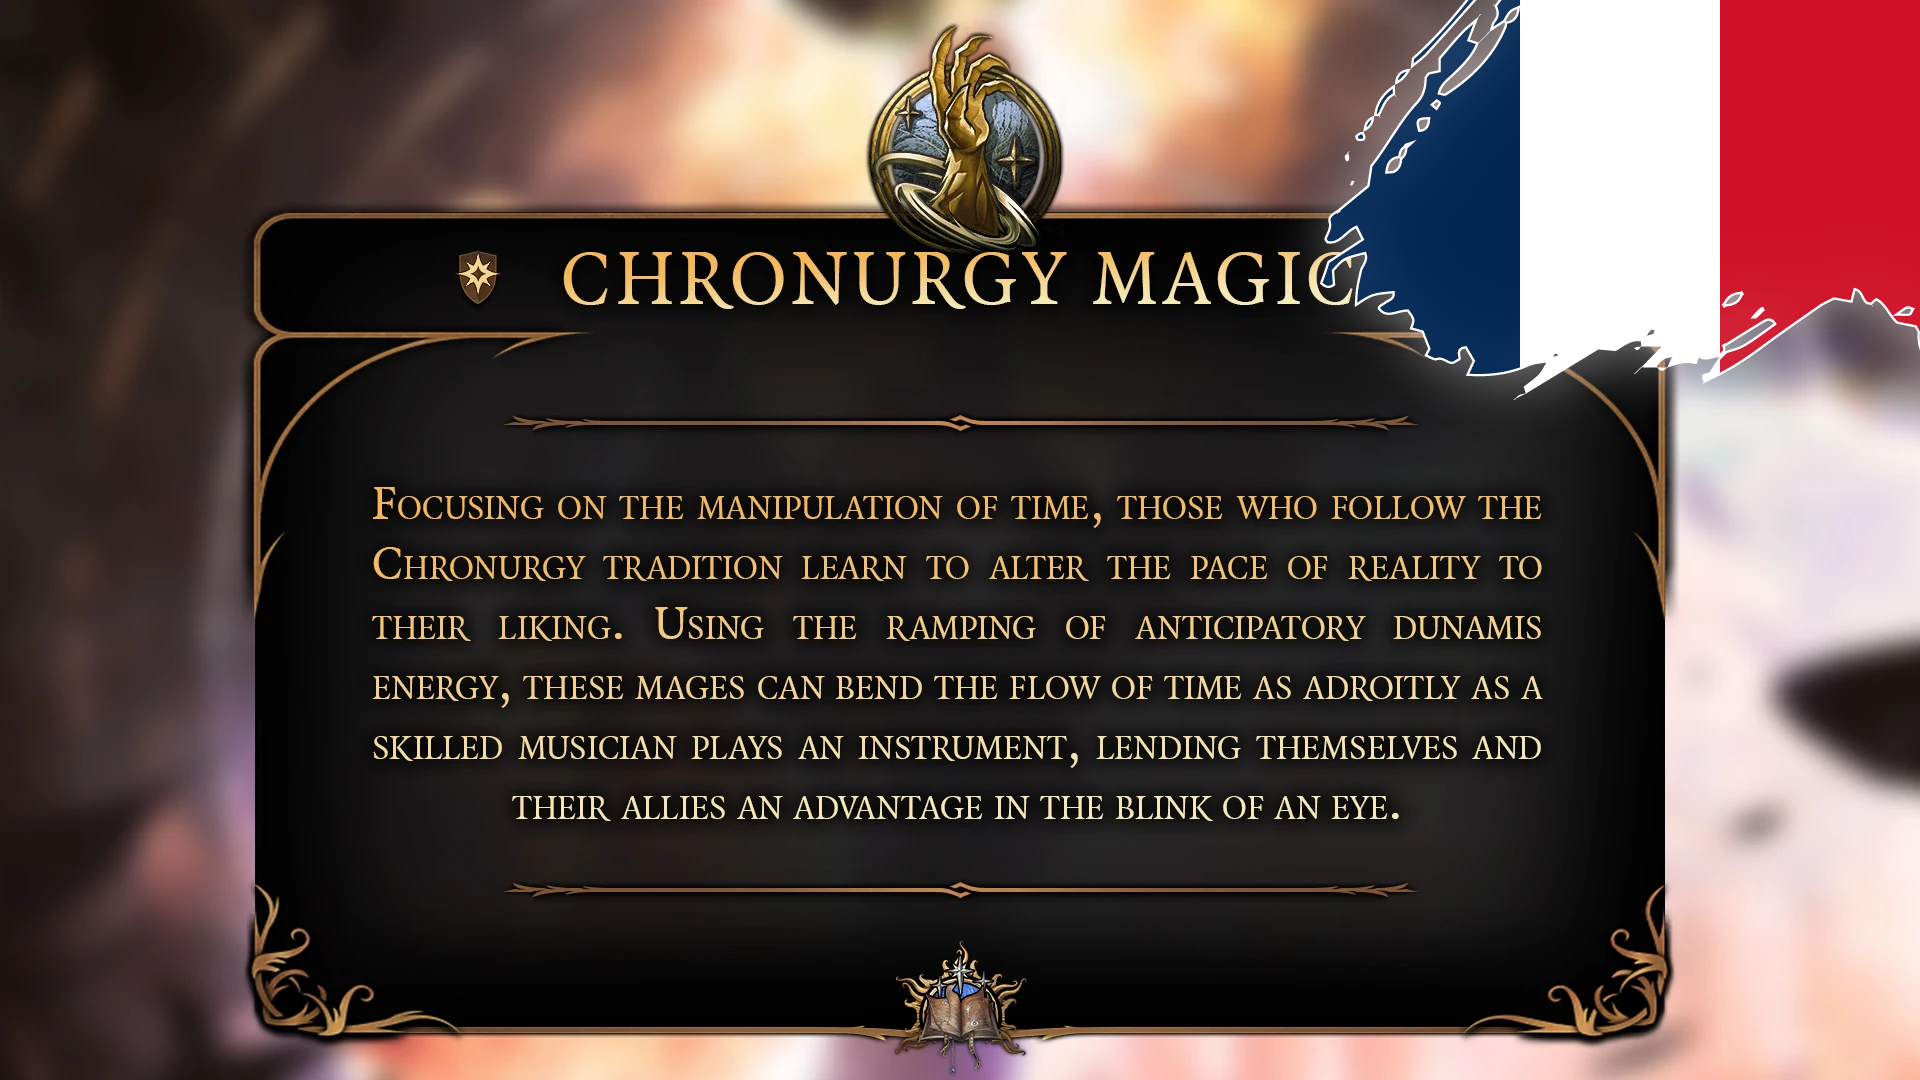 CHRONURGY MAGIC
Focusing on the manipulation of time, those who follow the
Chronurgy tradition learn to alter the pace of reality to
their liking. Using the ramping of anticipatory dunamis
energy, these mages can bend the flow of time as adroitly as a
skilled musician plays an instrument, lending themselves and
their allies an advantage in the blink of an eye.